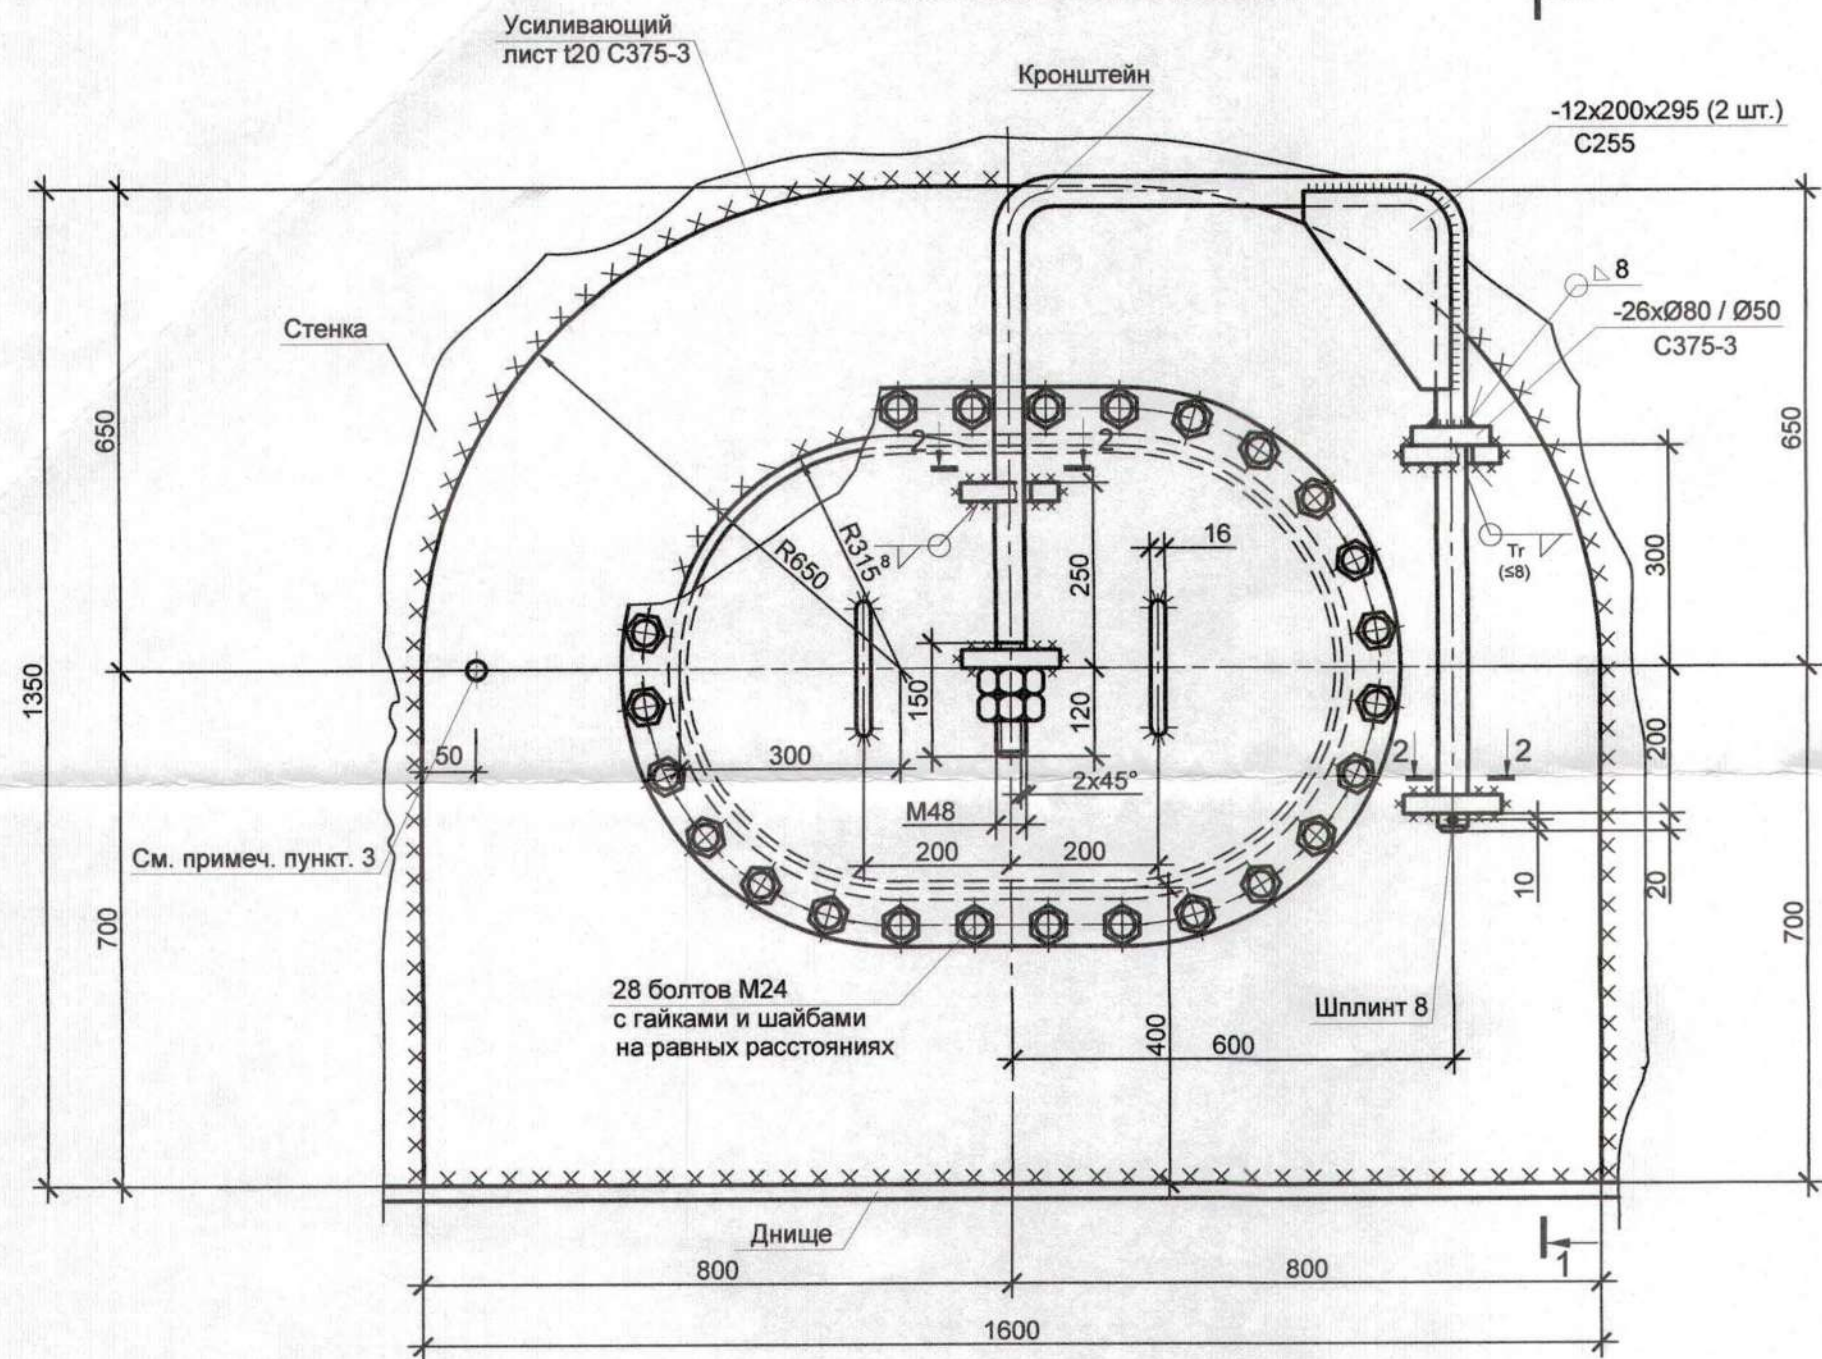 Усиливающий
лист t20 С375-3
Кронштейн
-12х200х295 (2 шт.)
С255
8
-26хØ80 / Ø50
С375-3
Стенка
650
650
2
2
R315
R650
8
16
250
Tr
(≤8)
300
1350
150
120
50
300
2
2
200
2х45°
М48
200
200
10
20
См. примеч. пункт. 3
700
700
28 болтов М24
с гайками и шайбами
на равных расстояниях
Шплинт 8
400
600
Днище
1
800
800
1600